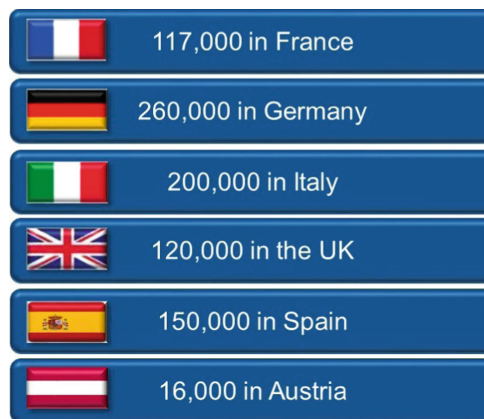 117,000 in France
260,000 in Germany
200,000 in Italy
120,000 in the UK
150,000 in Spain
16,000 in Austria